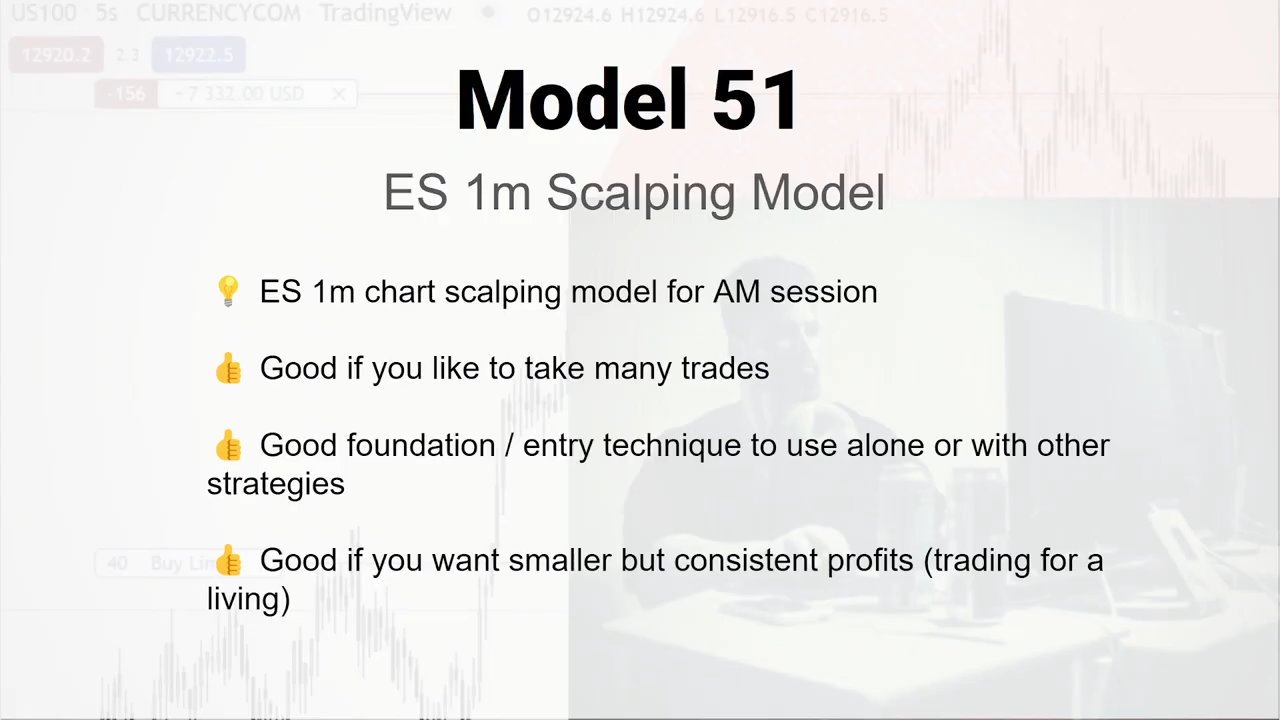 US100 · 5s CURRENCYCOM TradingView O12924.6 H12924.6 L12916.5 C12916.5
12920.2 2.3 12922.5
-156 7 332.00 USD ×
Model 51
ES 1m Scalping Model
💡 ES 1m chart scalping model for AM session
👍 Good if you like to take many trades
👍 Good foundation / entry technique to use alone or with other
strategies
40 Buy
👍 Good if you want smaller but consistent profits (trading for a
living)